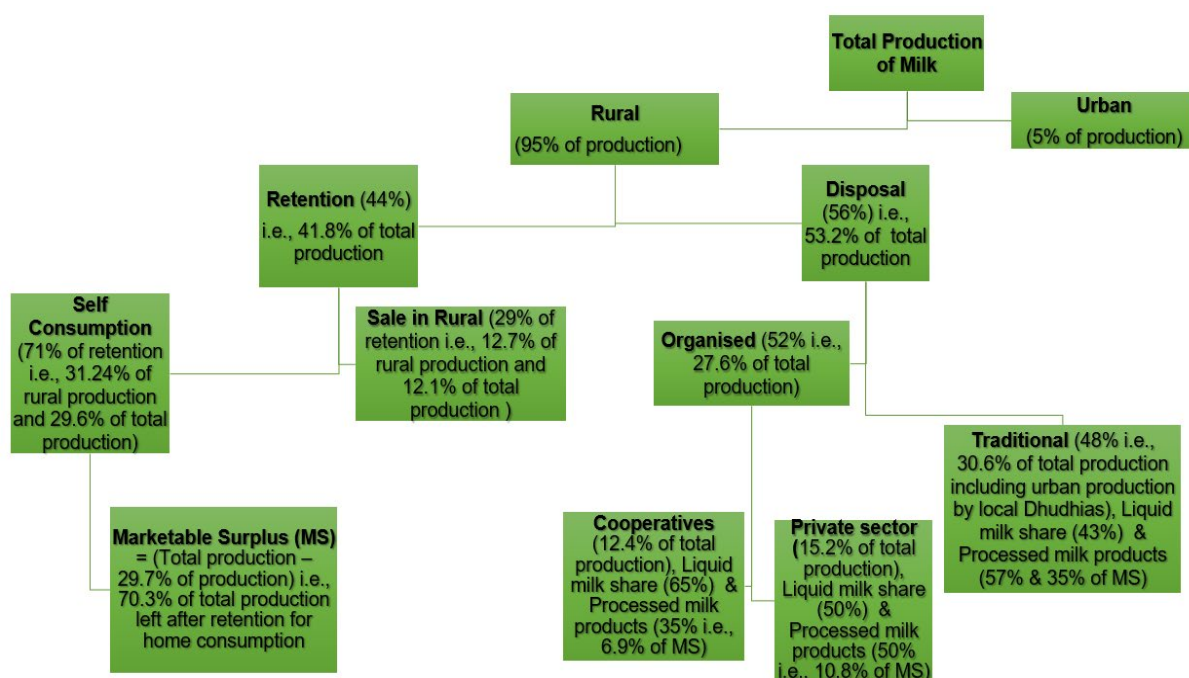 Total Production
of Milk
Rural
(95% of production)
Urban
(5% of production)
Retention (44%)
i.e., 41.8% of total
production
Disposal
(56%) i.e.,
53.2% of total
production
Self
Consumption
(71% of retention
i.e., 31.24% of
rural production
and 29.6% of total
production)
Sale in Rural (29% of
retention i.e., 12.7% of
rural production and
12.1% of total
production )
Organised (52% i.e.,
27.6% of total
production)
Traditional (48% i.e.,
30.6% of total production
including urban production
by local Dhudhias), Liquid
milk share (43%) &
Processed milk products
(57% & 35% of MS)
Marketable Surplus (MS)
= (Total production –
29.7% of production) i.e.,
70.3% of total production
left after retention for
home consumption
Cooperatives
(12.4% of total
production), Liquid
milk share (65%) &
Processed milk
products (35% i.e.,
6.9% of MS)
Private sector
(15.2% of total
production),
Liquid milk share
(50%) &
Processed milk
products (50%
i.e., 10.8% of MS)